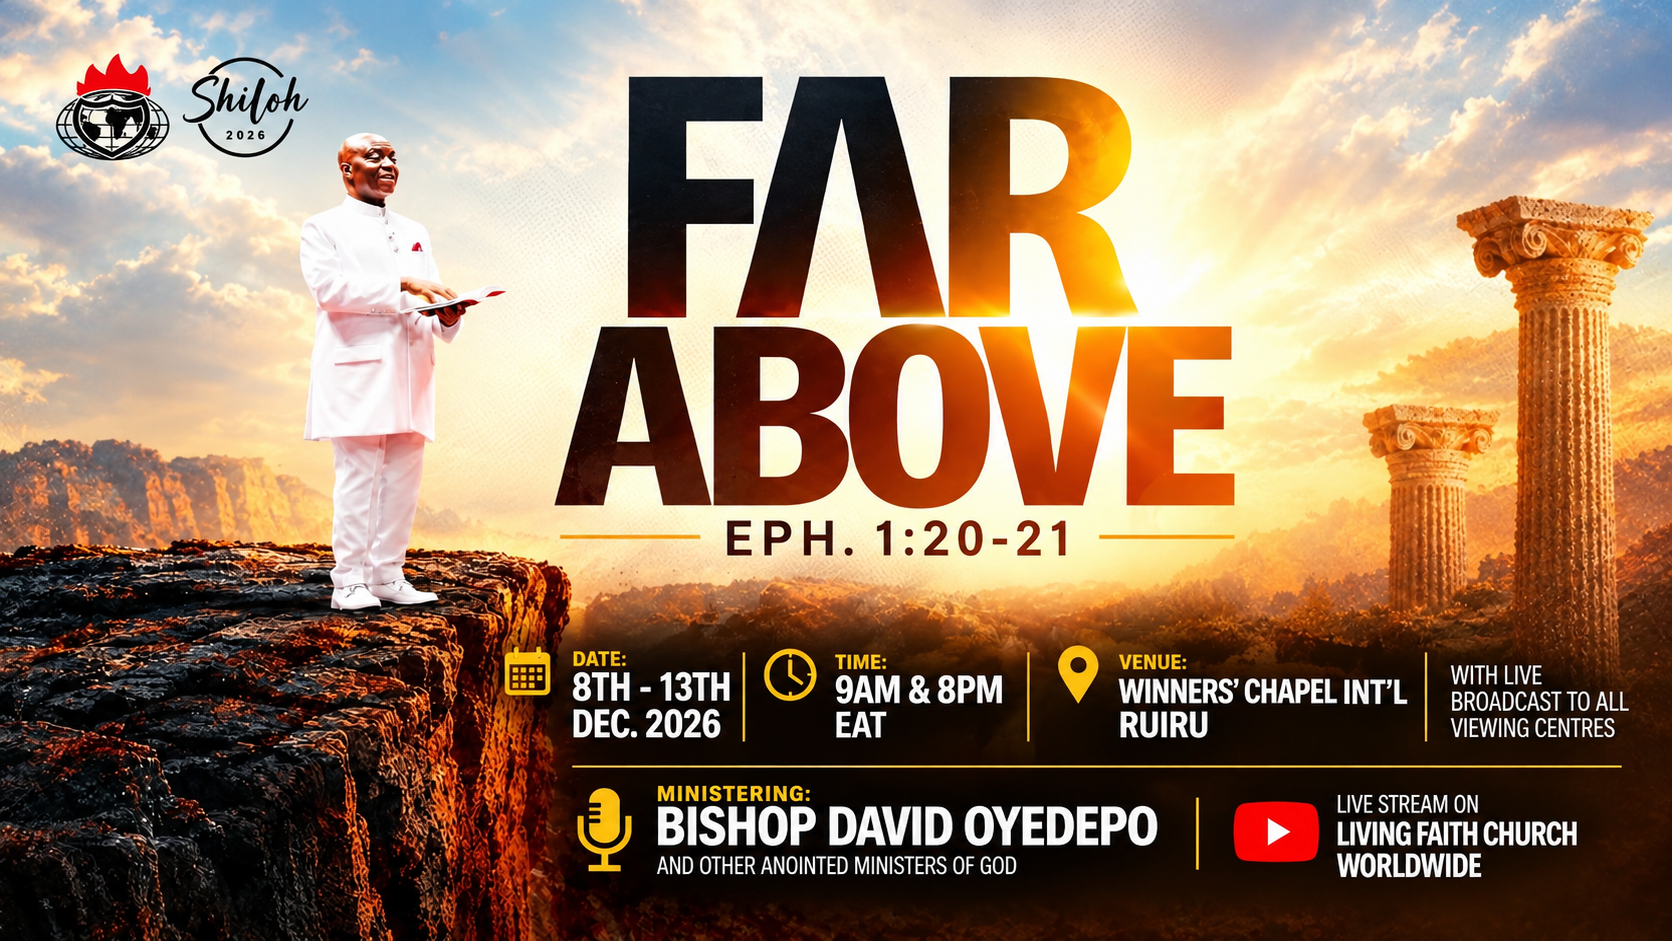 Shiloh
2026
FAR
ABOVE
EPH. 1:20-21
DATE:
8TH - 13TH
DEC. 2026
TIME:
9AM & 8PM
EAT
VENUE:
WINNERS' CHAPEL INT'L
RUIRU
WITH LIVE
BROADCAST TO ALL
VIEWING CENTRES
MINISTERING:
BISHOP DAVID OYEDEPO
AND OTHER ANOINTED MINISTERS OF GOD
LIVE STREAM ON
LIVING FAITH CHURCH
WORLDWIDE